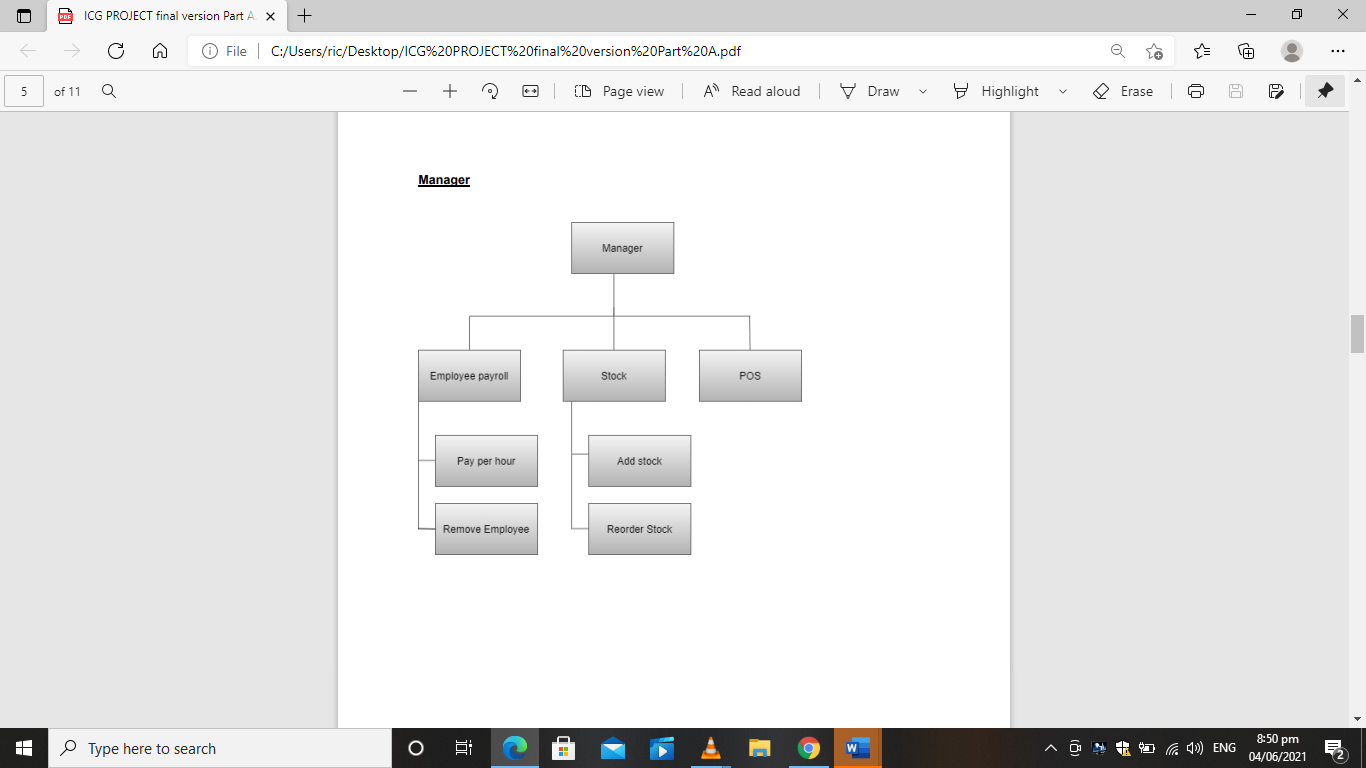 ICG PROJECT final version Part A.
File C:/Users/ric/Desktop/ICG%20PROJECT%20final%20version%20Part%20A.pdf
5 of 11 Page view Read aloud Draw Highlight Erase
Manager
Manager
Employee payroll Stock POS
Pay per hour Add stock
Remove Employee Reorder Stock
Type here to search
ENG
8:50 pm
04/06/2021
2